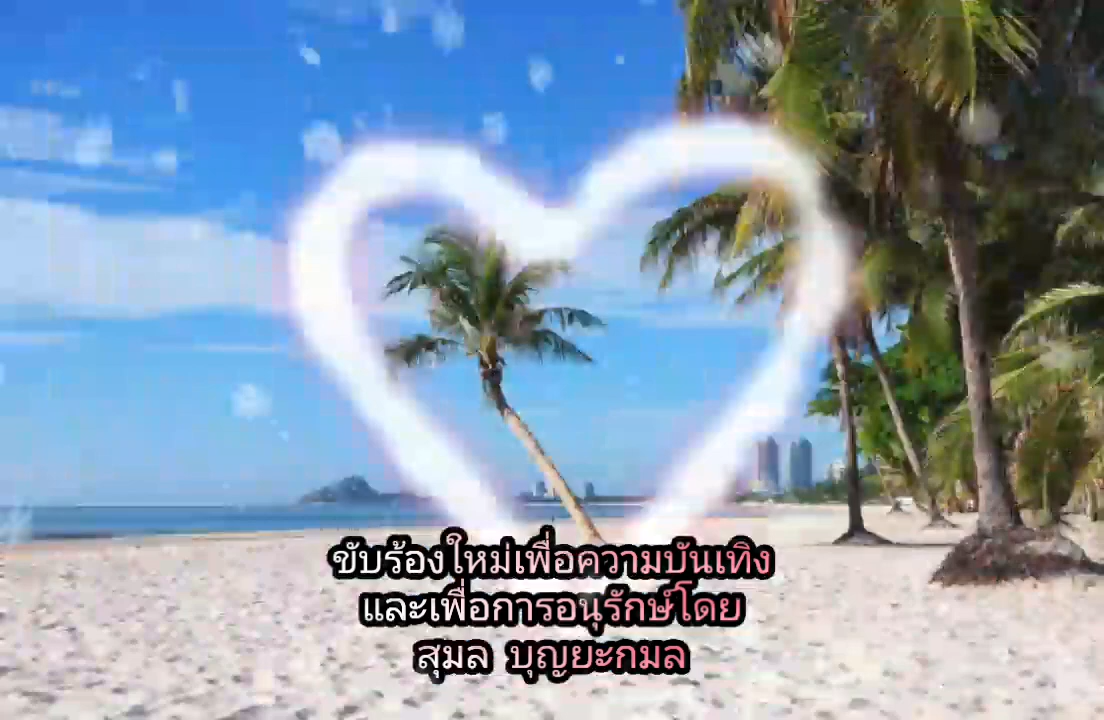 ขับร้องใหม่เพื่อความบันเทิง
และเพื่อการอนุรักษ์โดย
สุมล บุญยะกมล